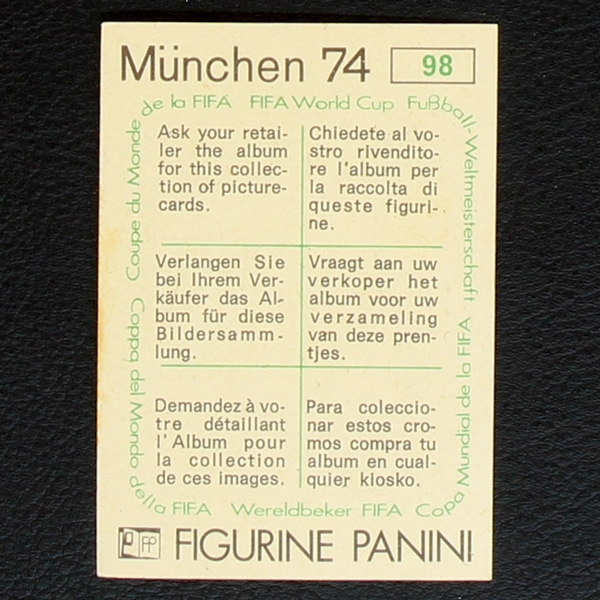 München 74
98
de la FIFA FIFA World Cup Fußball-Weltmeisterschaft
Copa Mundial de la FIFA
Wereldbeker FIFA
Coppa del Mondo della FIFA
Coupe du Monde
Ask your retai-
ler the album
for this collec-
tion of picture-
cards.
Chiedete al vo-
stro rivendito-
re l'album per
la raccolta di
queste figuri-
ne.
Verlangen Sie
bei Ihrem Ver-
käufer das Al-
bum für diese
Bildersamm-
lung.
Vraagt aan uw
verkoper het
album voor uw
verzameling
van deze pren-
tjes.
Demandez à vo-
tre détaillant
l'Album pour
la collection
de ces images.
Para coleccio-
nar estos cro-
mos compra tu
album en cual-
quier kiosko.
FIGURINE PANINI